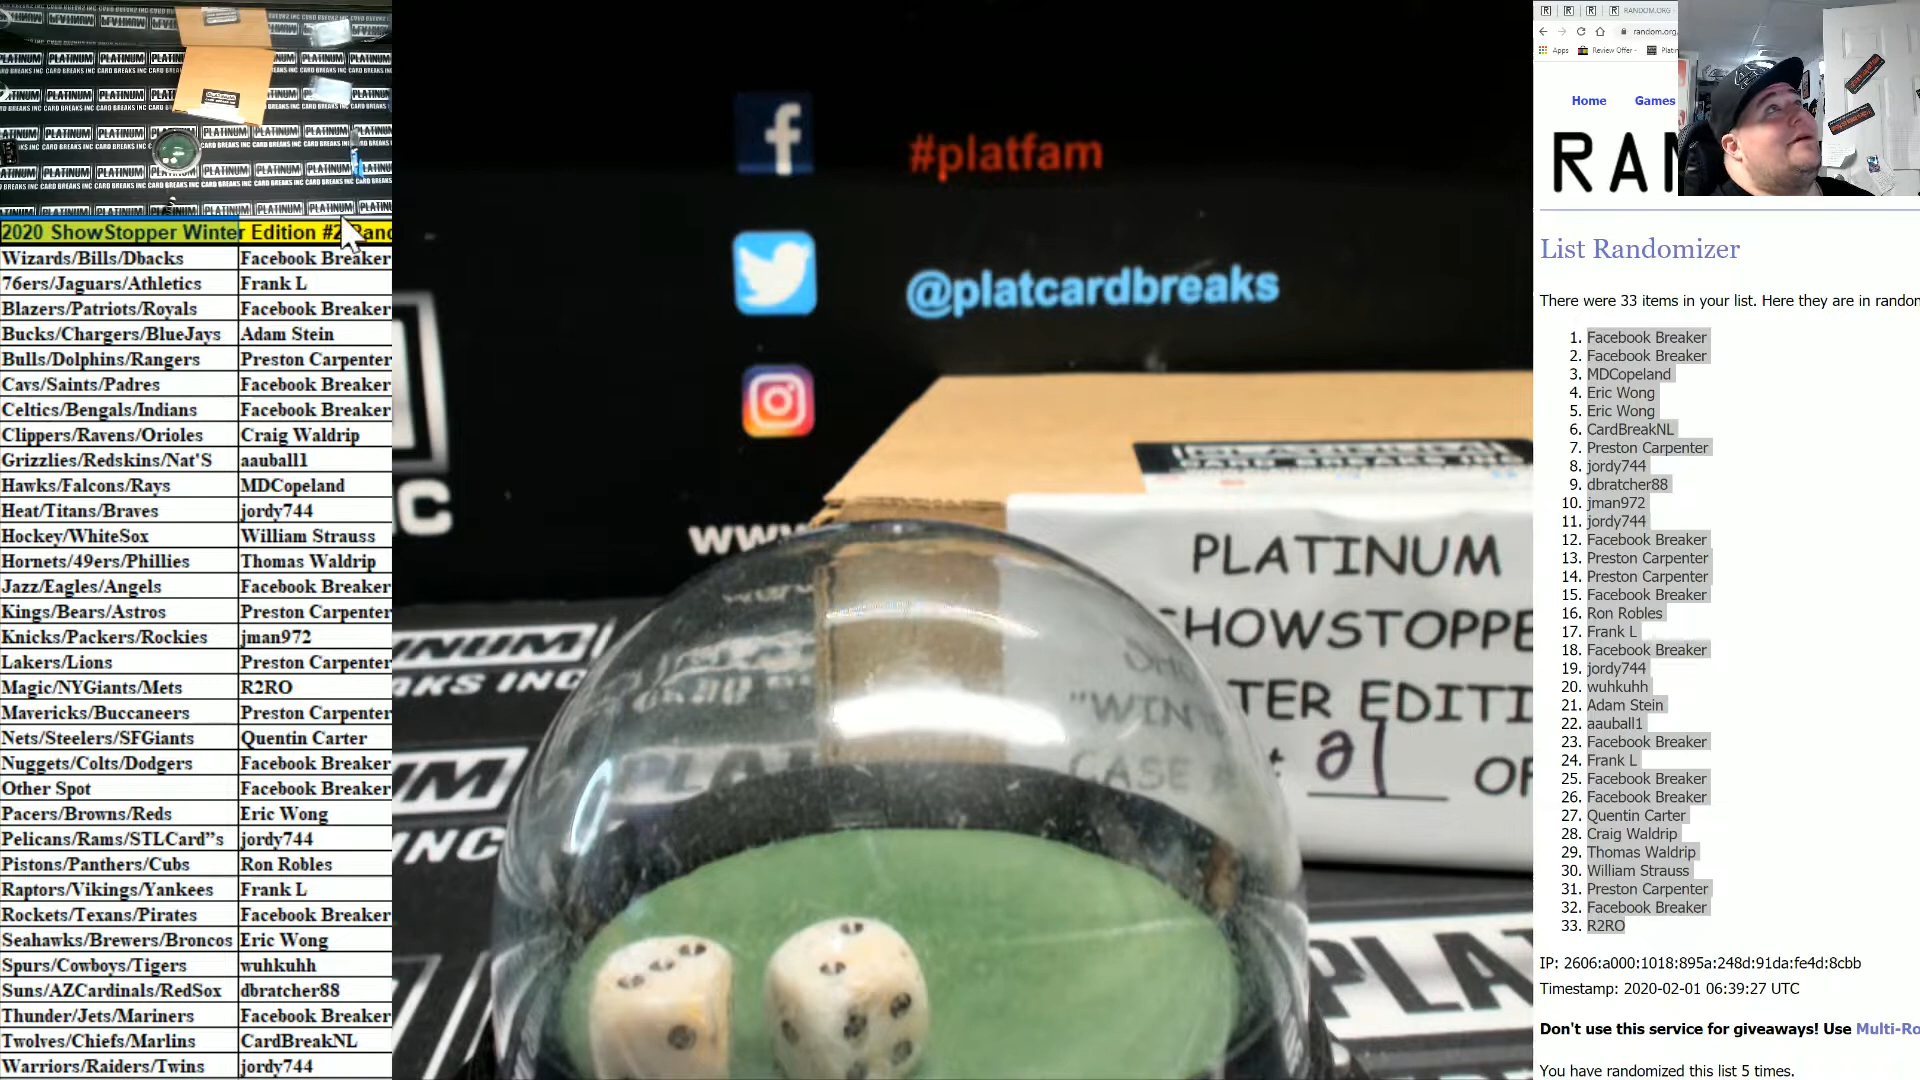 2020 ShowStopper Winter Edition #2
Wizards/Bills/Dbacks Facebook Breaker
76ers/Jaguars/Athletics Frank L
Blazers/Patriots/Royals Facebook Breaker
Bucks/Chargers/BlueJays Adam Stein
Bulls/Dolphins/Rangers Preston Carpenter
Cavs/Saints/Padres Facebook Breaker
Celtics/Bengals/Indians Facebook Breaker
Clippers/Ravens/Orioles Craig Waldrip
Grizzlies/Redskins/Nat'S aauball1
Hawks/Falcons/Rays MDCopeland
Heat/Titans/Braves jordy744
Hockey/WhiteSox William Strauss
Hornets/49ers/Phillies Thomas Waldrip
Jazz/Eagles/Angels Facebook Breaker
Kings/Bears/Astros Preston Carpenter
Knicks/Packers/Rockies jman972
Lakers/Lions Preston Carpenter
Magic/NYGiants/Mets R2RO
Mavericks/Buccaneers Preston Carpenter
Nets/Steelers/SFGiants Quentin Carter
Nuggets/Colts/Dodgers Facebook Breaker
Other Spot Facebook Breaker
Pacers/Browns/Reds Eric Wong
Pelicans/Rams/STLCard"s jordy744
Pistons/Panthers/Cubs Ron Robles
Raptors/Vikings/Yankees Frank L
Rockets/Texans/Pirates Facebook Breaker
Seahawks/Brewers/Broncos Eric Wong
Spurs/Cowboys/Tigers wuhkuhh
Suns/AZCardinals/RedSox dbratcher88
Thunder/Jets/Mariners Facebook Breaker
Twolves/Chiefs/Marlins CardBreakNL
Warriors/Raiders/Twins jordy744
#platfam
@platcardbreaks
www
PLATINUM
SHOWSTOPPE
TER EDITI
21 OF
RANDOM.ORG
random.org
Apps Review Offer - Platin
Home Games
RAN
List Randomizer
There were 33 items in your list. Here they are in random
1. Facebook Breaker
2. Facebook Breaker
3. MDCopeland
4. Eric Wong
5. Eric Wong
6. CardBreakNL
7. Preston Carpenter
8. jordy744
9. dbratcher88
10. jman972
11. jordy744
12. Facebook Breaker
13. Preston Carpenter
14. Preston Carpenter
15. Facebook Breaker
16. Ron Robles
17. Frank L
18. Facebook Breaker
19. jordy744
20. wuhkuhh
21. Adam Stein
22. aauball1
23. Facebook Breaker
24. Frank L
25. Facebook Breaker
26. Facebook Breaker
27. Quentin Carter
28. Craig Waldrip
29. Thomas Waldrip
30. William Strauss
31. Preston Carpenter
32. Facebook Breaker
33. R2RO
IP: 2606:a000:1018:895a:248d:91da:fe4d:8cbb
Timestamp: 2020-02-01 06:39:27 UTC
Don't use this service for giveaways! Use Multi-Ro
You have randomized this list 5 times.